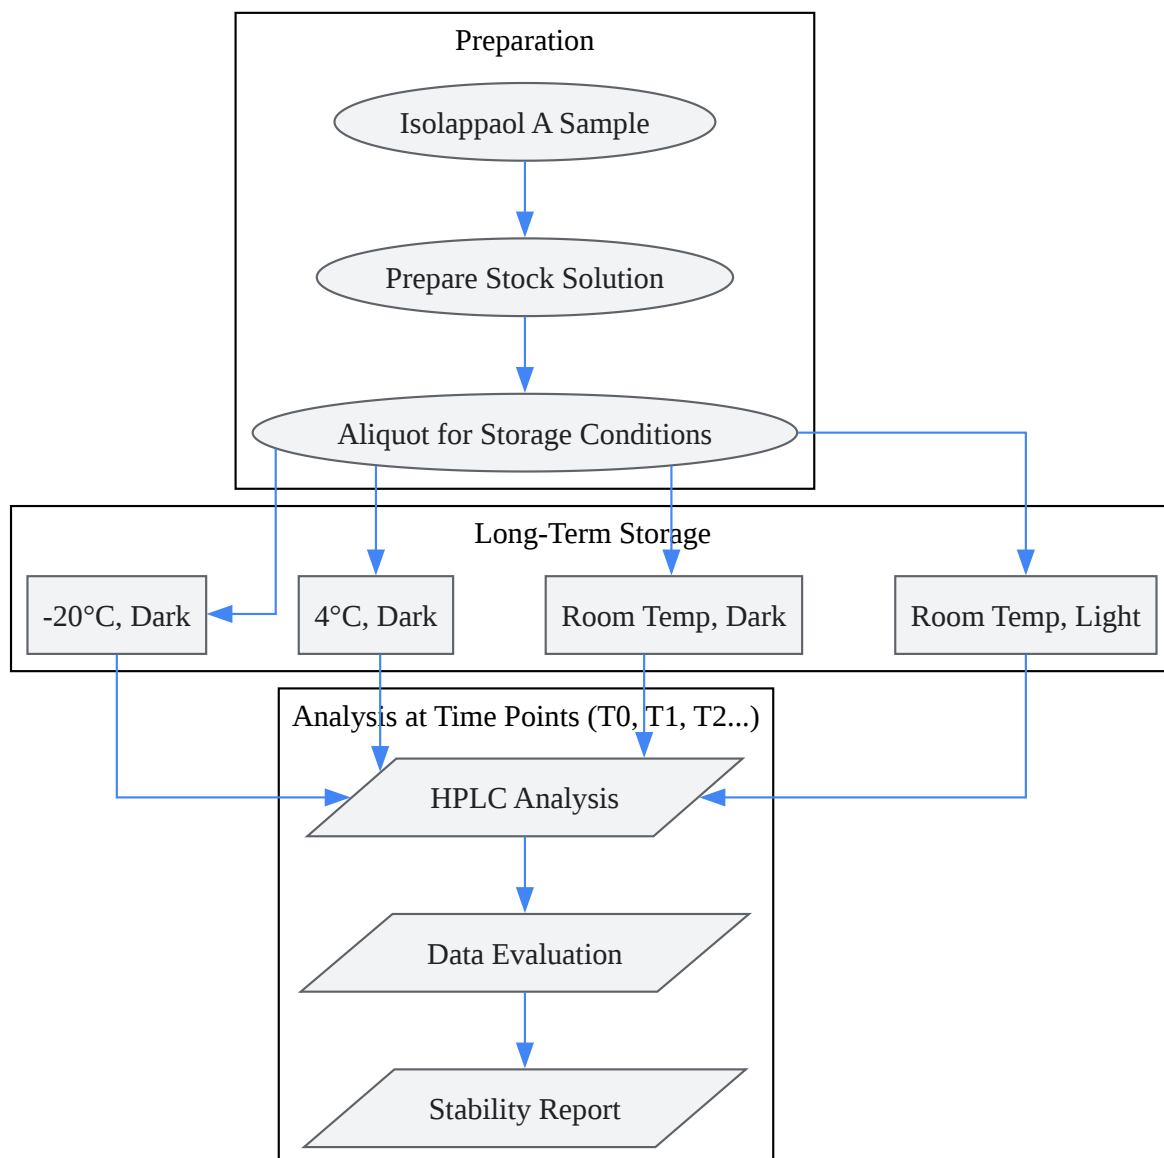 Preparation
Isolappaol A Sample
Prepare Stock Solution
Aliquot for Storage Conditions
Long-Term Storage
-20°C, Dark
4°C, Dark
Room Temp, Dark
Room Temp, Light
Analysis at Time Points (T0, T1, T2...)
HPLC Analysis
Data Evaluation
Stability Report